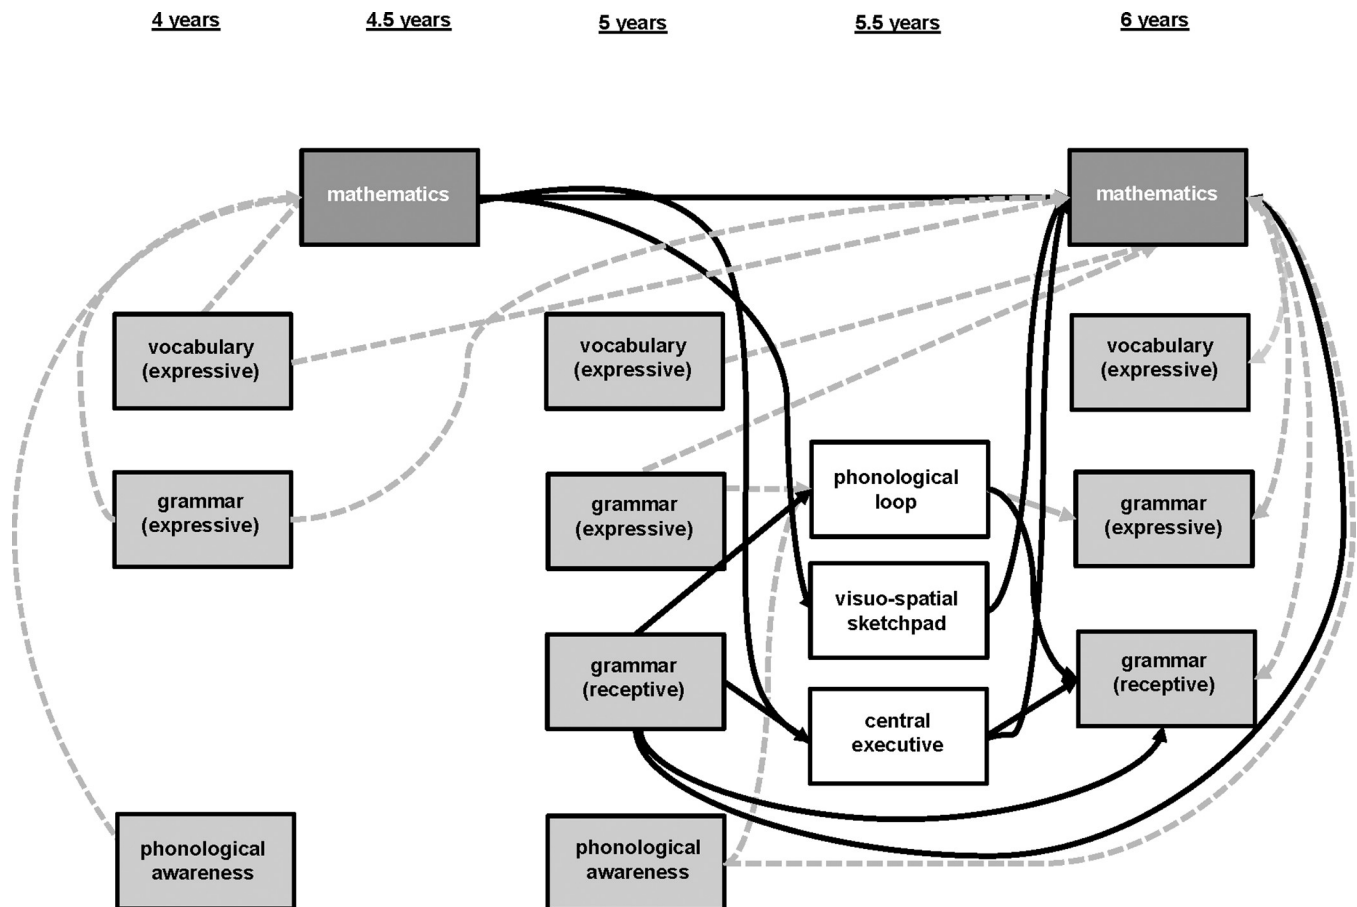 4 years
4.5 years
5 years
5.5 years
6 years
mathematics
mathematics
vocabulary
(expressive)
vocabulary
(expressive)
vocabulary
(expressive)
grammar
(expressive)
grammar
(expressive)
phonological
loop
grammar
(expressive)
visuo-spatial
sketchpad
grammar
(receptive)
central
executive
grammar
(receptive)
phonological
awareness
phonological
awareness